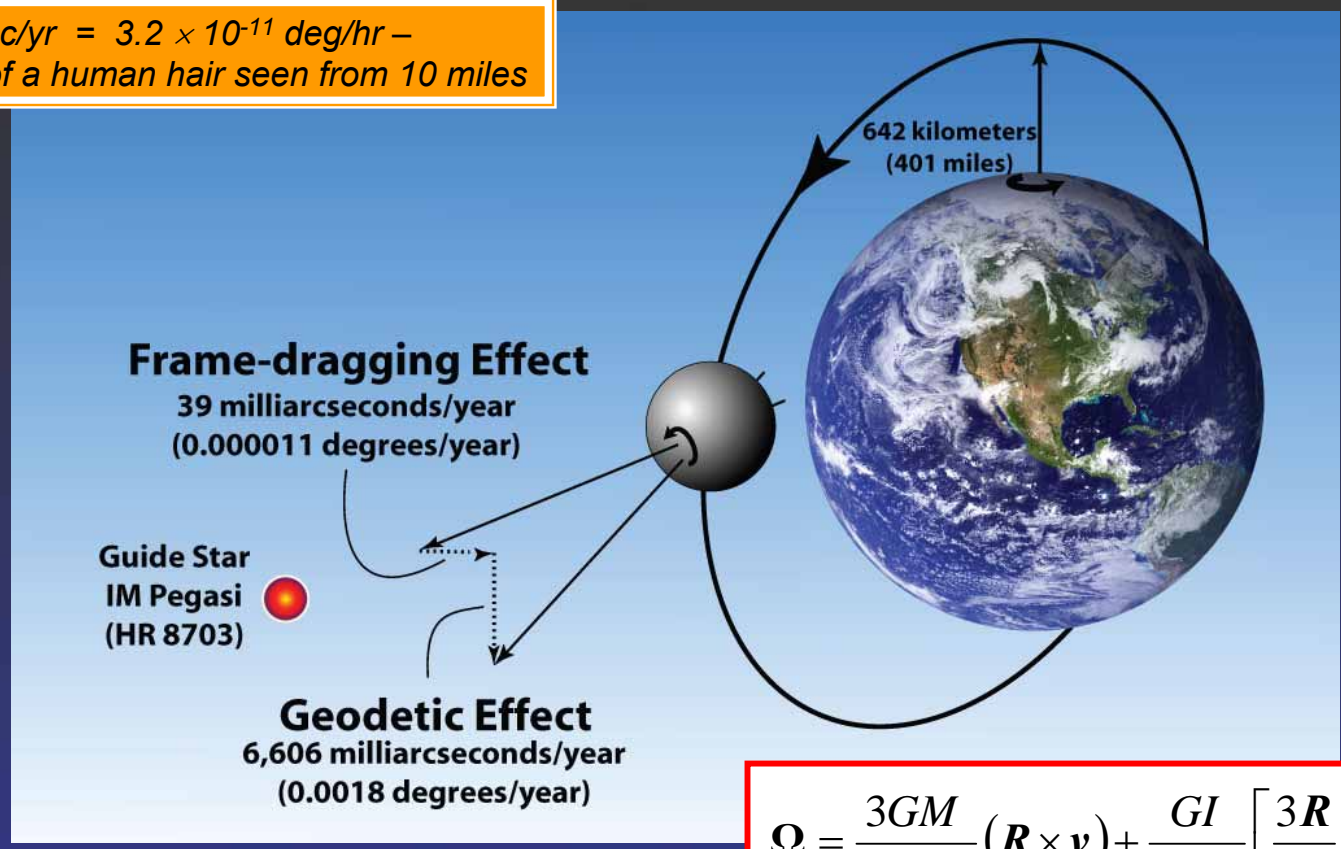 c/yr = 3.2 × 10⁻¹¹ deg/hr –
of a human hair seen from 10 miles
642 kilometers
(401 miles)
Frame-dragging Effect
39 milliarcseconds/year
(0.000011 degrees/year)
Guide Star
IM Pegasi
(HR 8703)
Geodetic Effect
6,606 milliarcseconds/year
(0.0018 degrees/year)
Ω = 3GM (R × v) + GI [ 3R